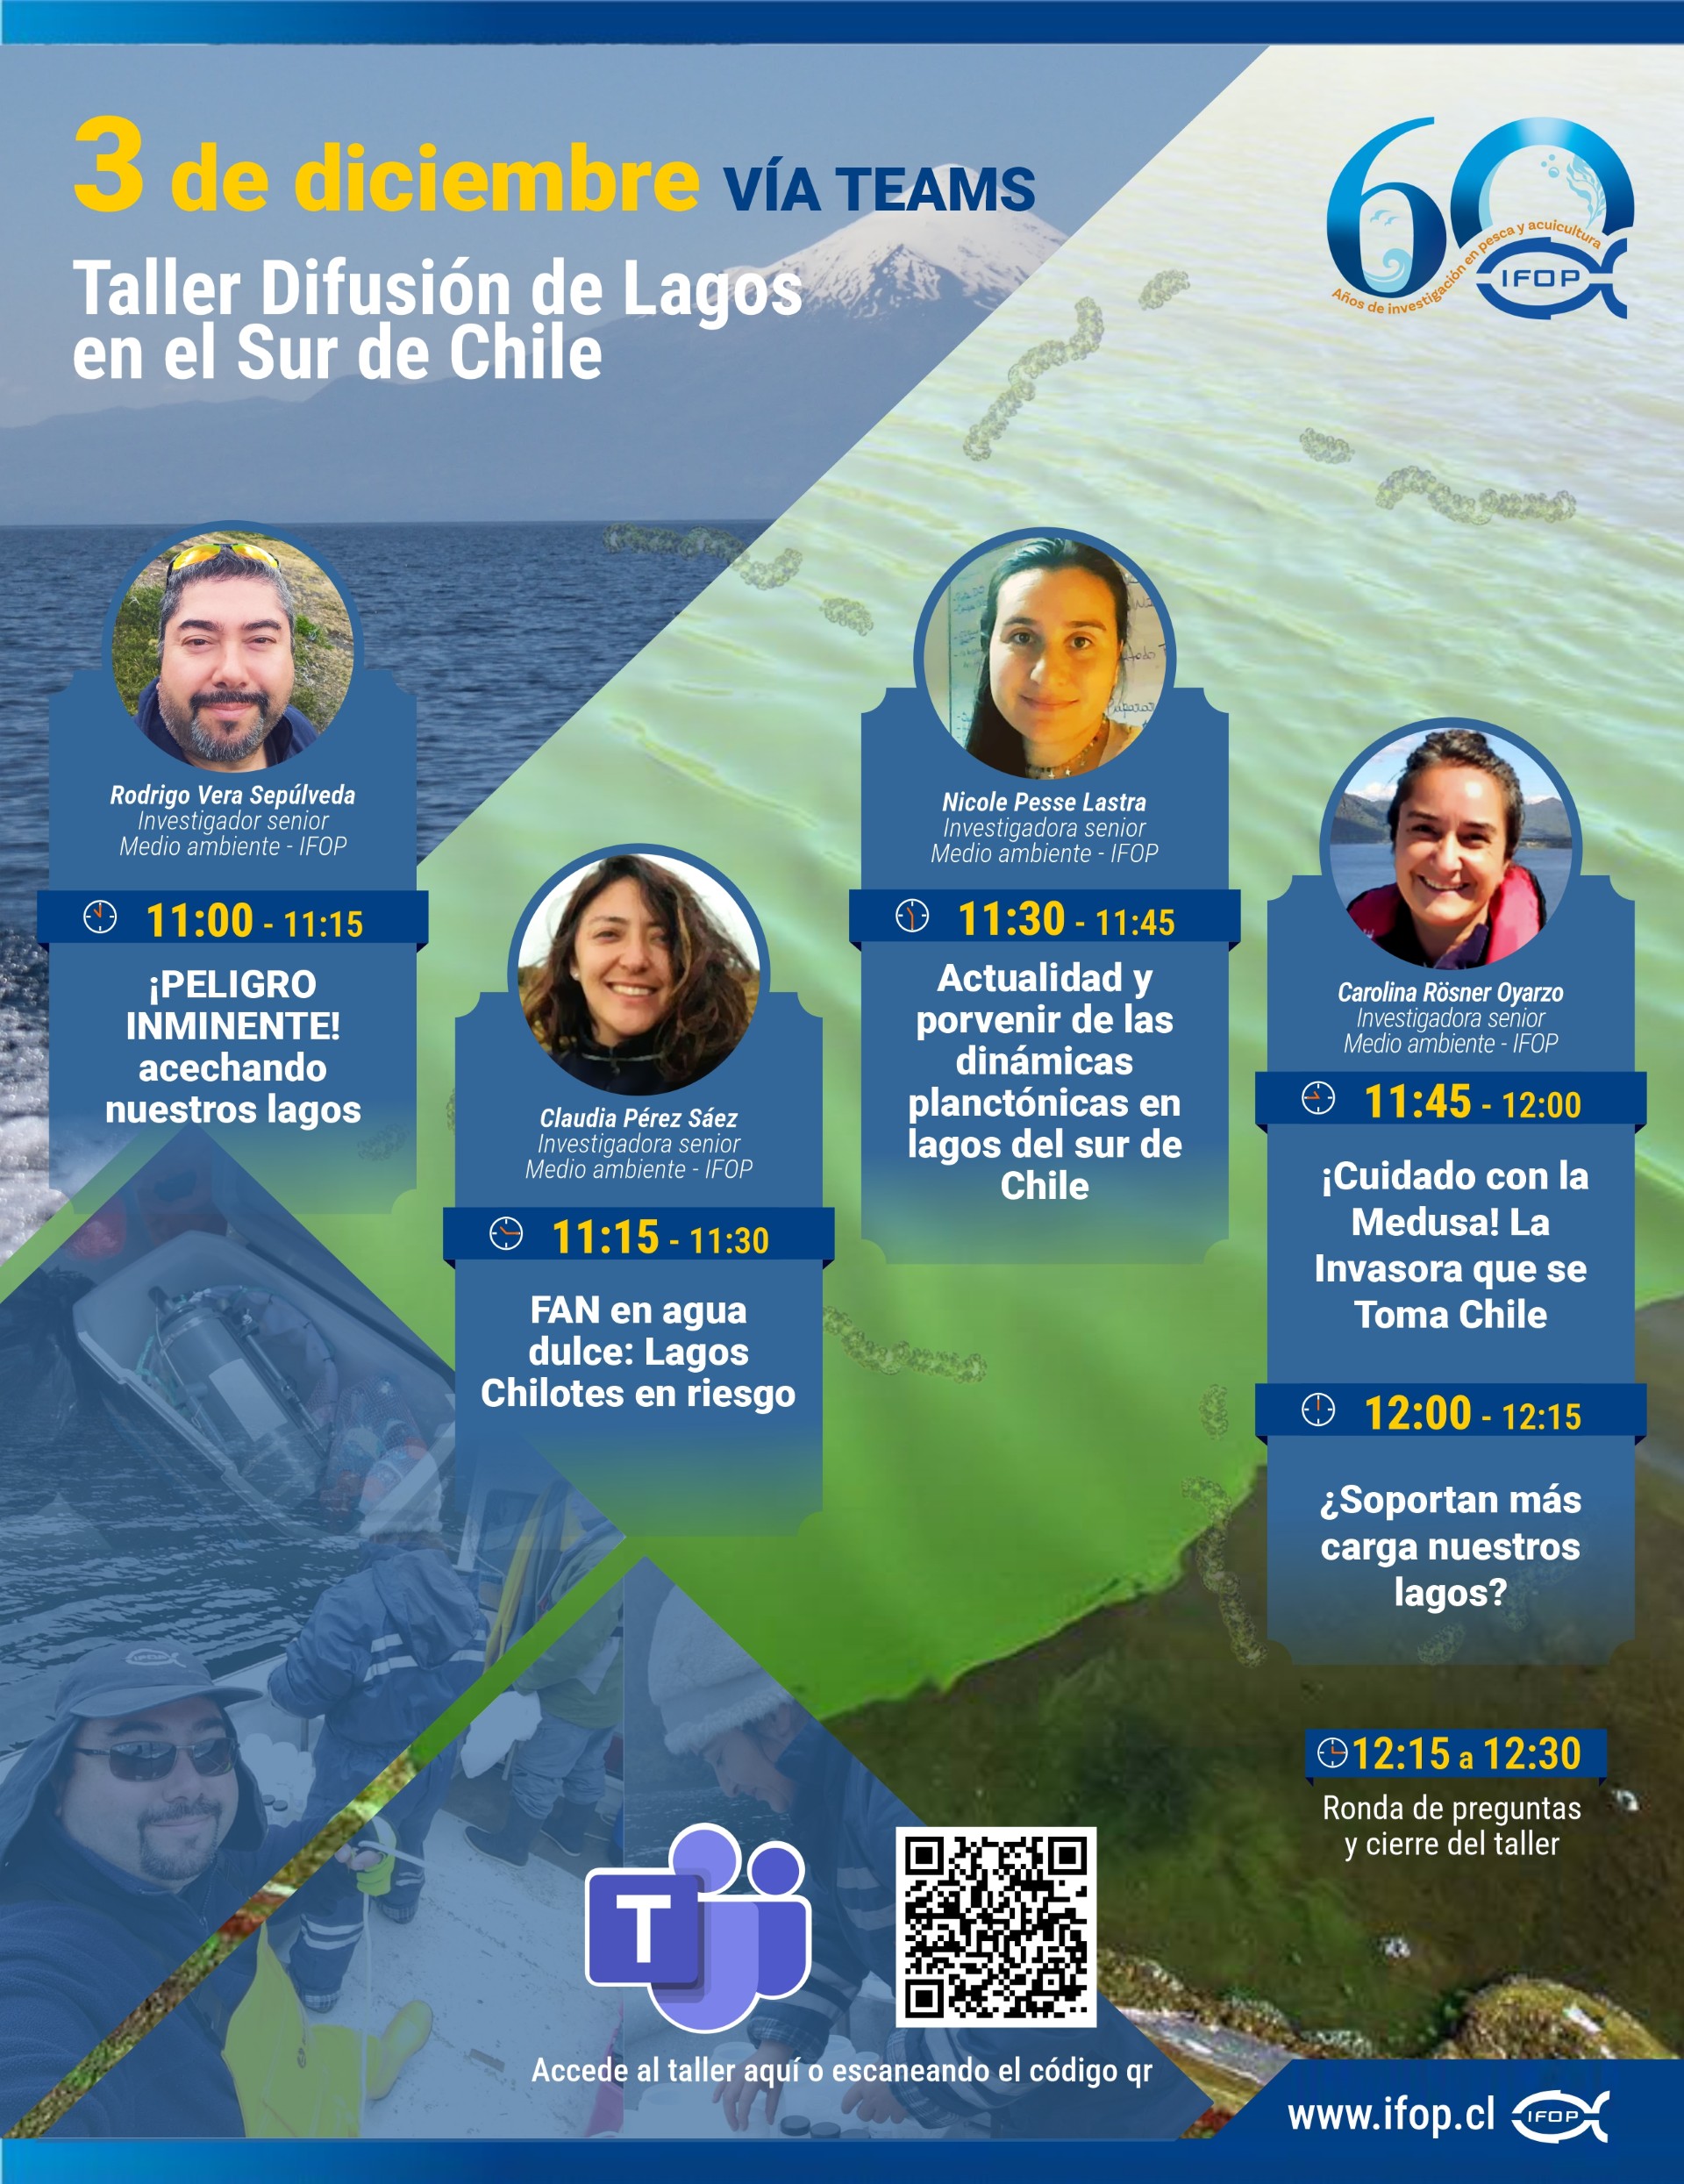 3 de diciembre VÍA TEAMS
Taller Difusión de Lagos
en el Sur de Chile
60
Años de investigación en pesca y acuicultura
IFOP
Rodrigo Vera Sepúlveda
Investigador senior
Medio ambiente - IFOP
11:00 - 11:15
¡PELIGRO
INMINENTE!
acechando
nuestros lagos
Claudia Pérez Sáez
Investigadora senior
Medio ambiente - IFOP
11:15 - 11:30
FAN en agua
dulce: Lagos
Chilotes en riesgo
Nicole Pesse Lastra
Investigadora senior
Medio ambiente - IFOP
11:30 - 11:45
Actualidad y
porvenir de las
dinámicas
planctónicas en
lagos del sur de
Chile
Carolina Rösner Oyarzo
Investigadora senior
Medio ambiente - IFOP
11:45 - 12:00
¡Cuidado con la
Medusa! La
Invasora que se
Toma Chile
12:00 - 12:15
¿Soportan más
carga nuestros
lagos?
12:15 a 12:30
Ronda de preguntas
y cierre del taller
T
Accede al taller aquí o escaneando el código qr
www.ifop.cl IFOP